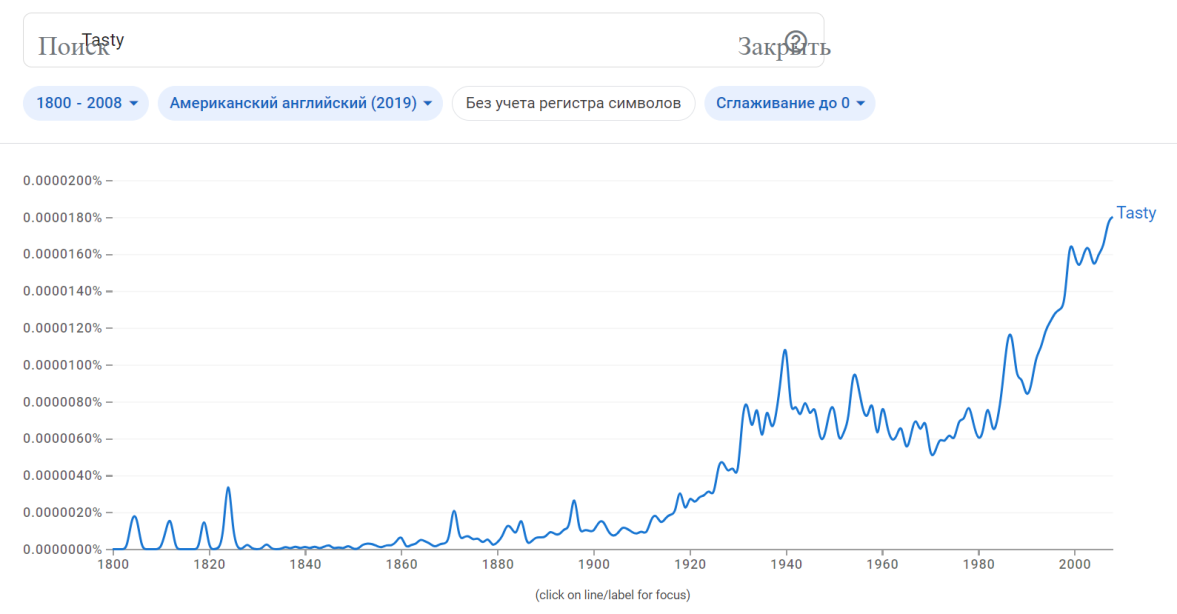 Поиск Tasty Закрыть
1800 - 2008 Американский английский (2019) Без учета регистра символов Сглаживание до 0
0.0000200%
0.0000180%
Tasty
0.0000160%
0.0000140%
0.0000120%
0.0000100%
0.0000080%
0.0000060%
0.0000040%
0.0000020%
0.0000000%
1800 1820 1840 1860 1880 1900 1920 1940 1960 1980 2000
(click on line/label for focus)